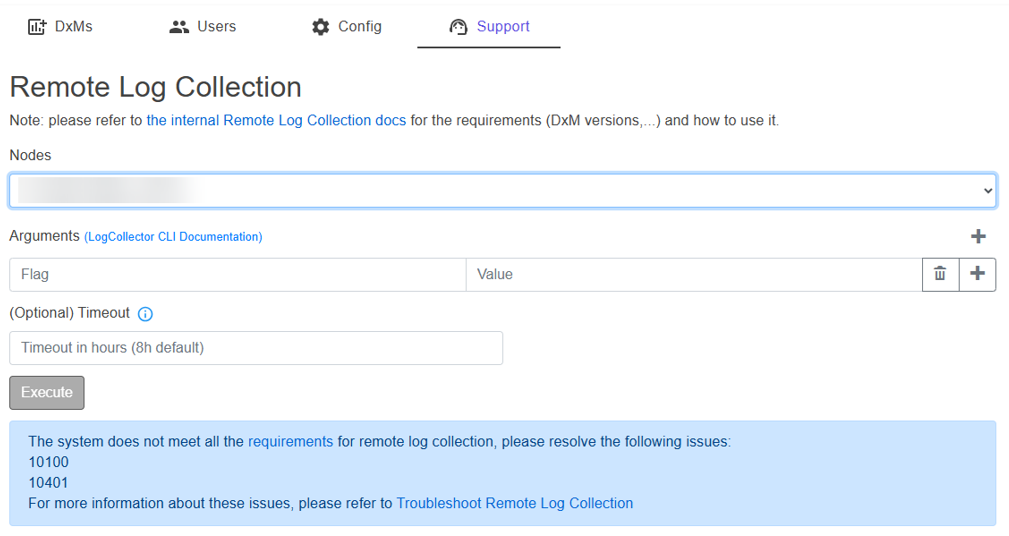 DxMs Users Config Support
Remote Log Collection
Note: please refer to the internal Remote Log Collection docs for the requirements (DxM versions,...) and how to use it.
Nodes
Arguments (LogCollector CLI Documentation)
Flag Value
(Optional) Timeout
Timeout in hours (8h default)
Execute
The system does not meet all the requirements for remote log collection, please resolve the following issues:
10100
10401
For more information about these issues, please refer to Troubleshoot Remote Log Collection